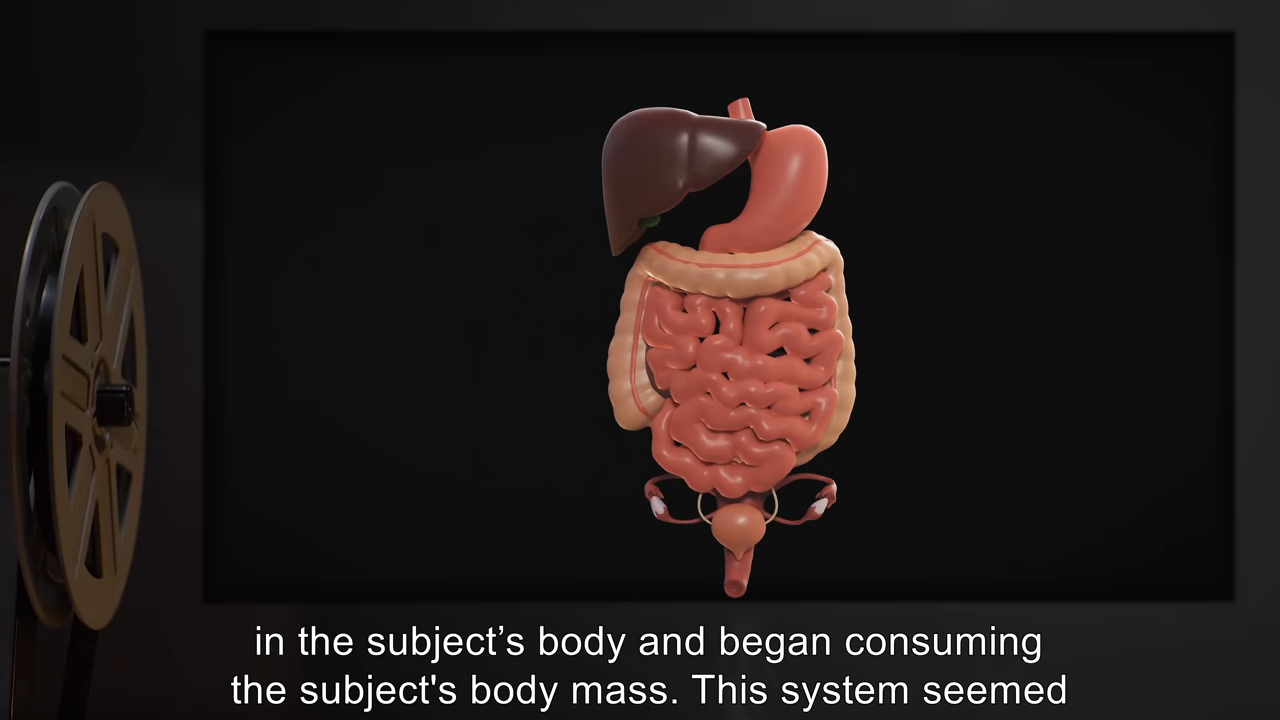 in the subject’s body and began consuming
the subject's body mass. This system seemed